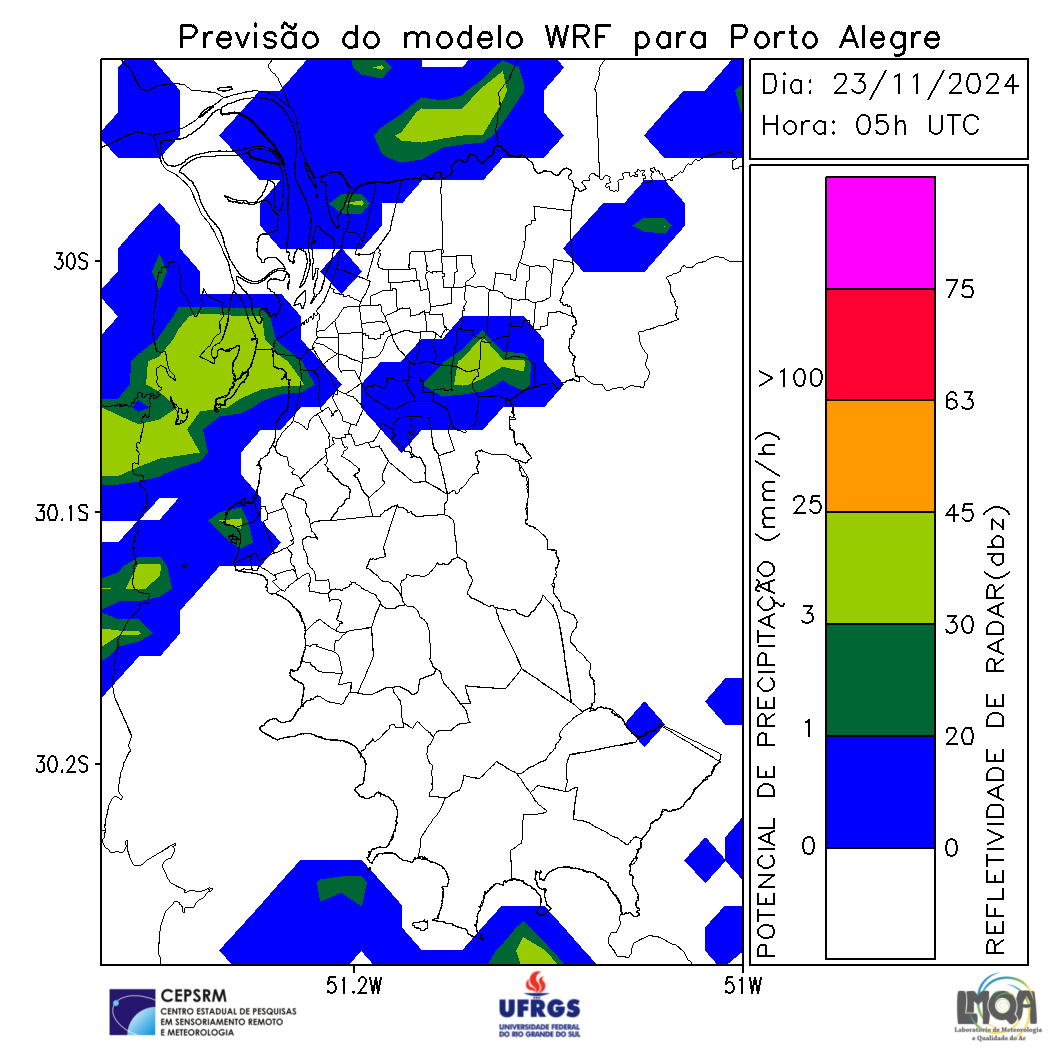 Previsão do modelo WRF para Porto Alegre
Dia: 23/11/2024
Hora: 05h UTC
30S
30.1S
30.2S
51.2W
51W
POTENCIAL DE PRECIPITAÇÃO (mm/h)
>100
25
3
1
0
75
63
45
30
20
0
REFLETIVIDADE DE RADAR(dbz)
CEPSRM
CENTRO ESTADUAL DE PESQUISAS
EM SENSORIAMENTO REMOTO
E METEOROLOGIA
UFRGS
UNIVERSIDADE FEDERAL
DO RIO GRANDE DO SUL
LMQA
Laboratório de Meteorologia
e Qualidade do Ar